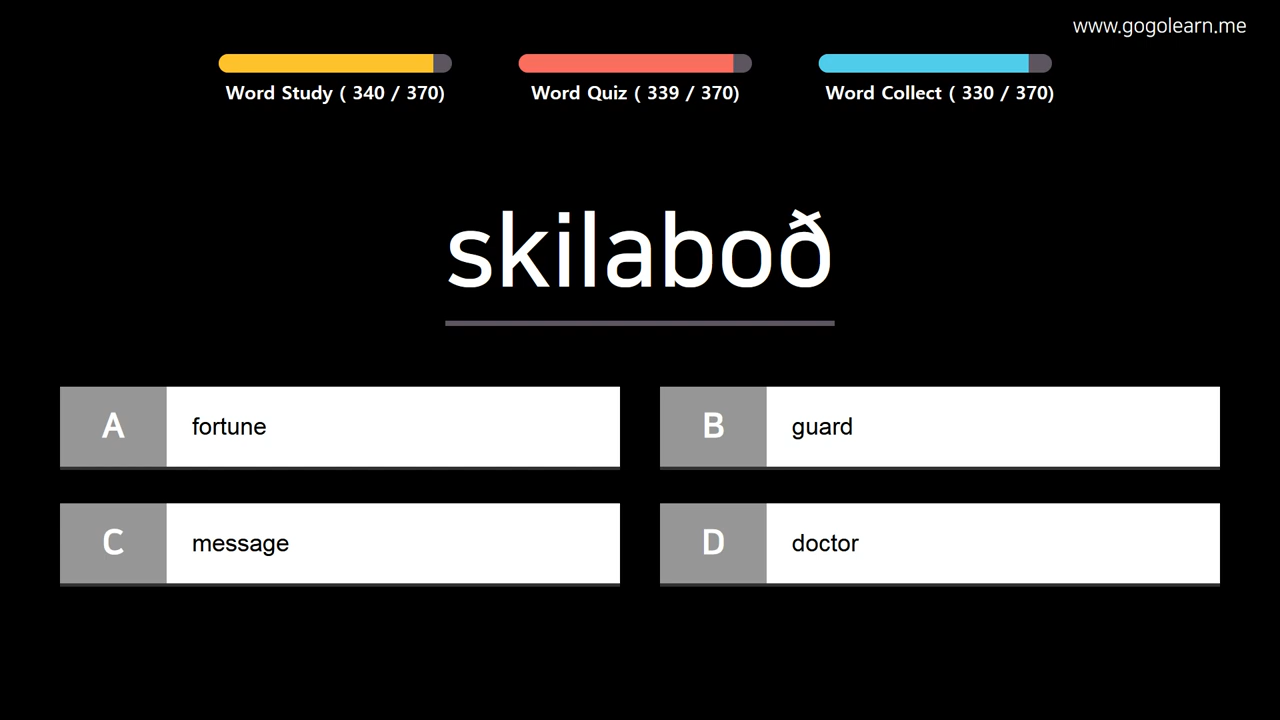 www.gogolearn.me
Word Study ( 340 / 370)
Word Quiz ( 339 / 370)
Word Collect ( 330 / 370)
skilaboð
A
fortune
B
guard
C
message
D
doctor